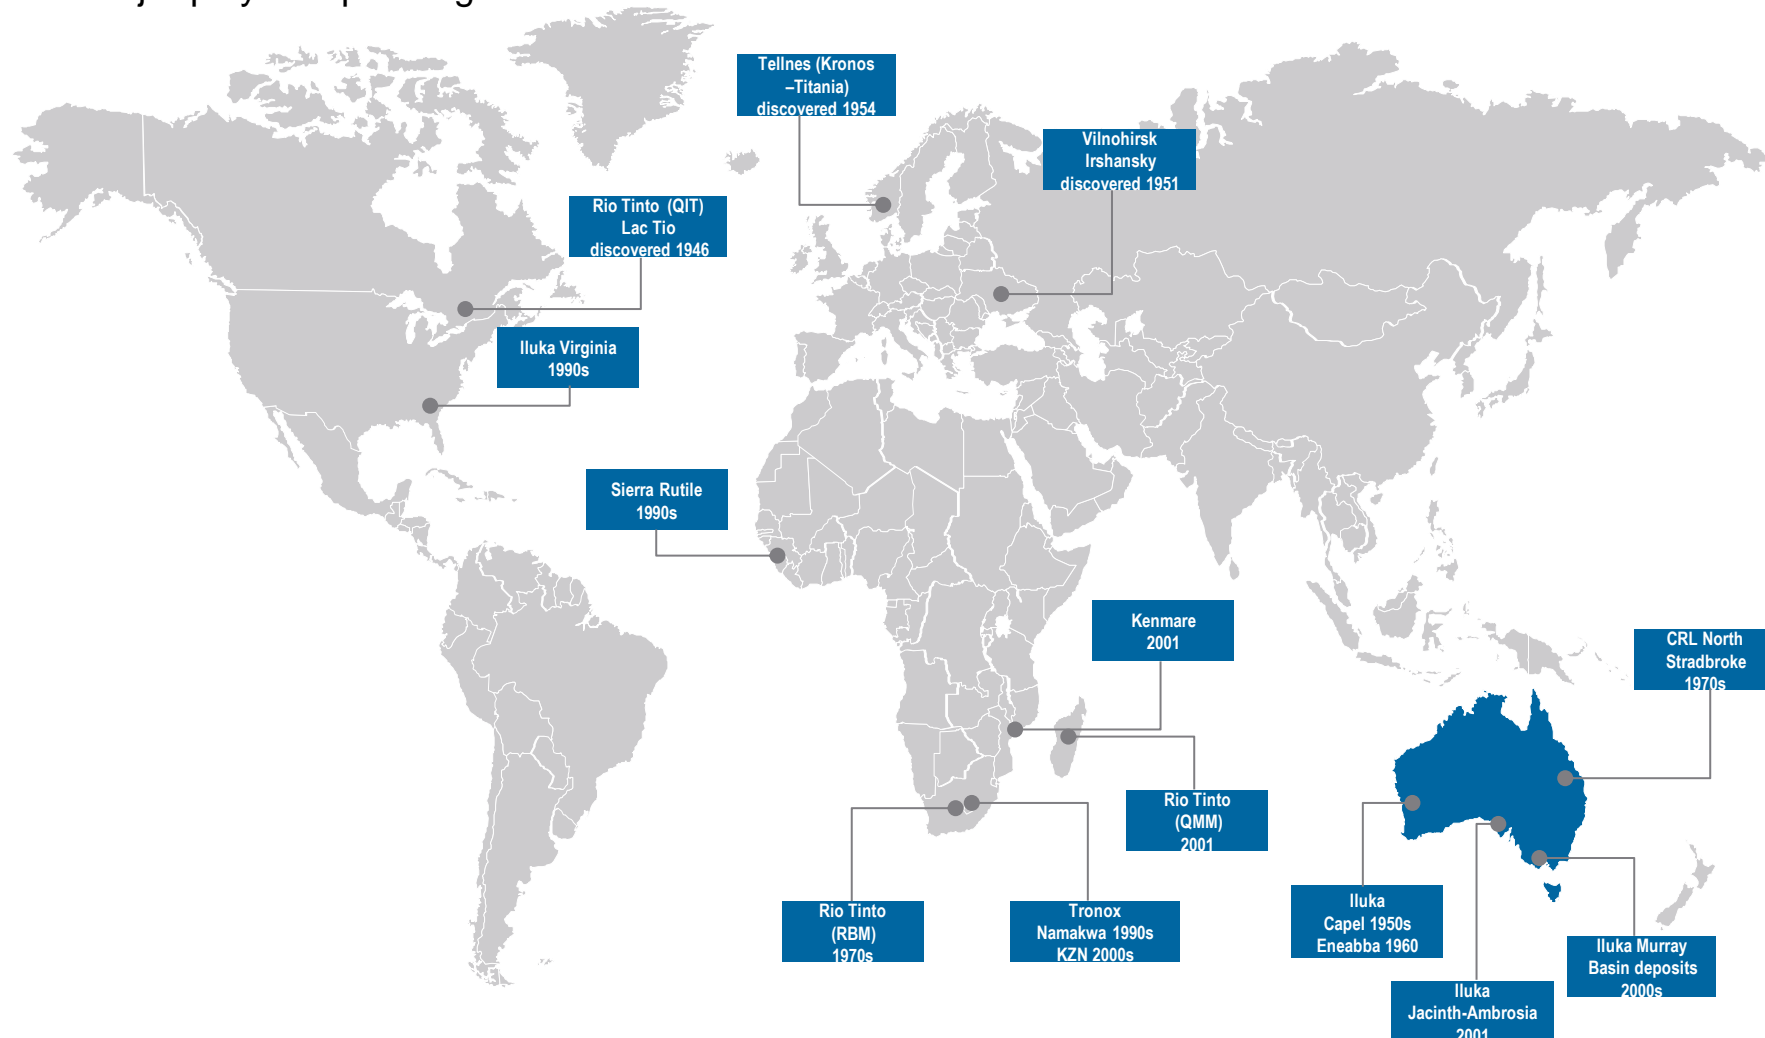 Tellnes (Kronos
–Titania)
discovered 1954
Vilnohirsk
Irshansky
discovered 1951
Rio Tinto (QIT)
Lac Tio
discovered 1946
Iluka Virginia
1990s
Sierra Rutile
1990s
Kenmare
2001
CRL North
Stradbroke
1970s
Rio Tinto
(QMM)
2001
Rio Tinto
(RBM)
1970s
Tronox
Namakwa 1990s
KZN 2000s
Iluka
Capel 1950s
Eneabba 1960
Iluka Murray
Basin deposits
2000s
Iluka
Jacinth-Ambrosia
2001